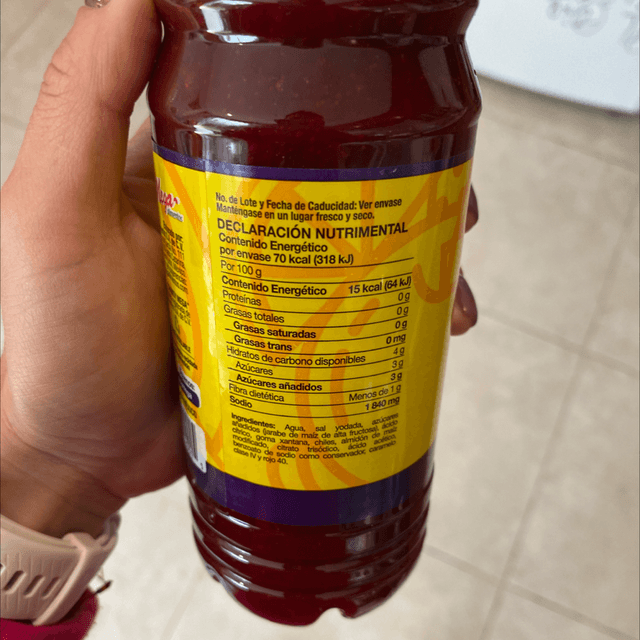 No. de Lote y Fecha de Caducidad: Ver envase
Manténgase en un lugar fresco y seco.
DECLARACIÓN NUTRIMENTAL
Contenido Energético
por envase 70 kcal (318 kJ)
Por 100 g
Contenido Energético 15 kcal (64 kJ)
Proteínas 0 g
Grasas totales 0 g
Grasas saturadas 0 g
Grasas trans 0 mg
Hidratos de carbono disponibles 4 g
Azúcares 3 g
Azúcares añadidos 3 g
Fibra dietética Menos de 1 g
Sodio 1 840 mg
Ingredientes: Agua, sal yodada, azúcares
añadidos (jarabe de maíz de alta fructosa), ácido
cítrico, goma xantana, chiles, almidón de maíz
modificado, citrato trisódico, ácido acético,
benzoato de sodio como conservador, caramelo
clase IV y rojo 40.